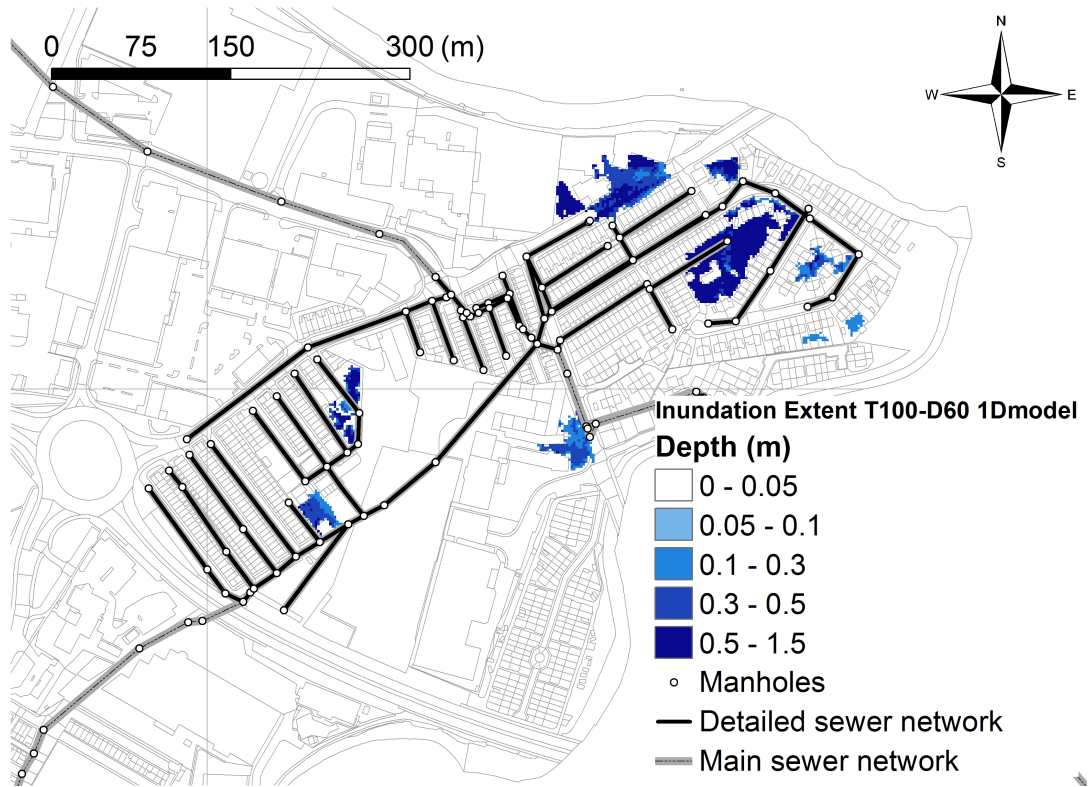 0 75 150 300 (m)
N
W E
S
Inundation Extent T100-D60 1Dmodel
Depth (m)
0 - 0.05
0.05 - 0.1
0.1 - 0.3
0.3 - 0.5
0.5 - 1.5
Manholes
Detailed sewer network
Main sewer network